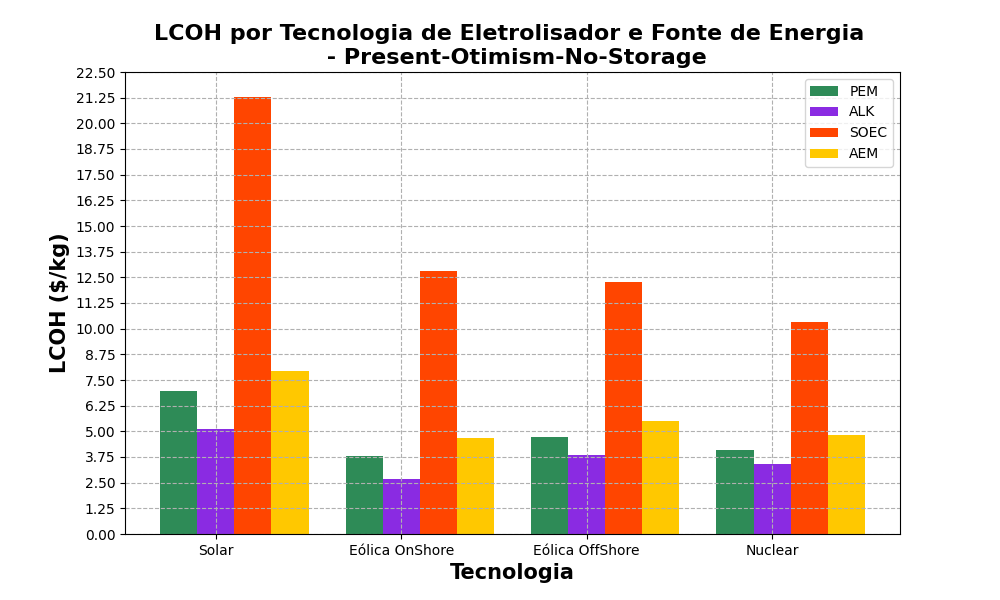 LCOH por Tecnologia de Eletrolisador e Fonte de Energia
- Present-Otimism-No-Storage
22.50
21.25
20.00
18.75
17.50
16.25
15.00
13.75
12.50
11.25
10.00
8.75
7.50
6.25
5.00
3.75
2.50
1.25
0.00
LCOH ($/kg)
PEM
ALK
SOEC
AEM
Solar
Eólica OnShore
Eólica OffShore
Nuclear
Tecnologia